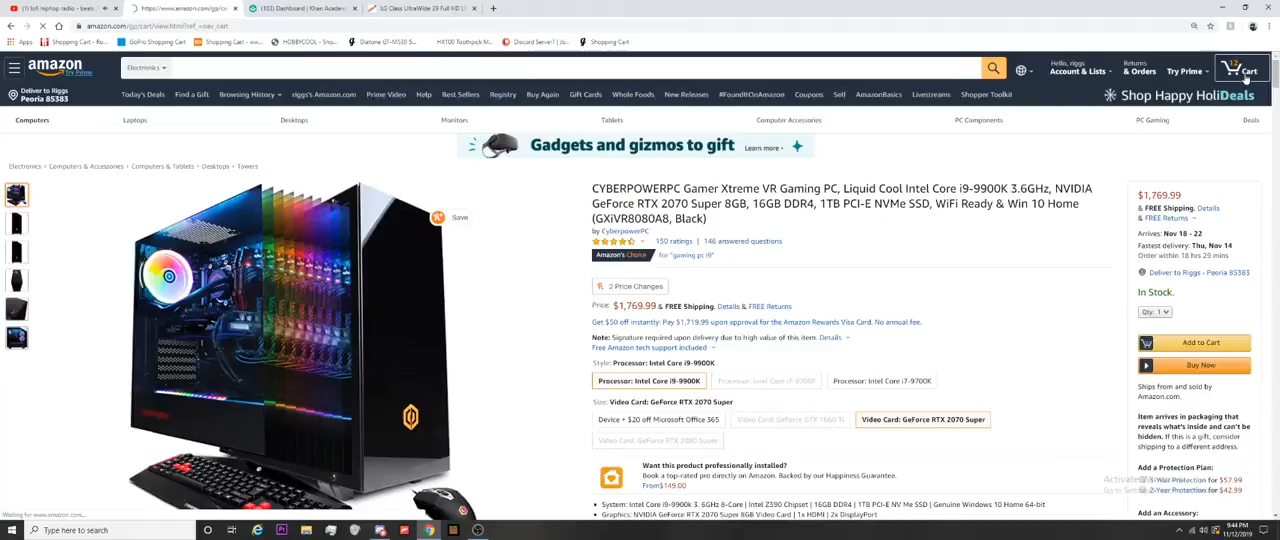 (1) lofi hiphop radio - beats
https://www.amazon.com/gp/cart/vi
(103) Dashboard | Khan Academ
LG Class UltraWide 29 Full HD U
amazon.com/gp/cart/view.html?ref_=nav_cart
Apps
Shopping Cart - Ro...
GoPro Shopping Cart
Shopping Cart - www...
HOBBYCOOL - Shop...
Diatone GT-M530 S...
HX100 Toothpick M...
Discord Server? | Jo...
Shopping Cart
amazon
Try Prime
Electronics
Hello, riggs
Account & Lists
Returns
& Orders
Try Prime
12
Cart
Deliver to Riggs
Peoria 85383
Today's Deals
Find a Gift
Browsing History
riggs's Amazon.com
Prime Video
Help
Best Sellers
Registry
Buy Again
Gift Cards
Whole Foods
New Releases
#FoundItOnAmazon
Coupons
Sell
AmazonBasics
Livestreams
Shopper Toolkit
Shop Happy HoliDeals
Computers
Laptops
Desktops
Monitors
Tablets
Computer Accessories
PC Components
PC Gaming
Deals
Gadgets and gizmos to gift
Learn more ›
Electronics › Computers & Accessories › Computers & Tablets › Desktops › Towers
Save
CYBERPOWERPC Gamer Xtreme VR Gaming PC, Liquid Cool Intel Core i9-9900K 3.6GHz, NVIDIA
GeForce RTX 2070 Super 8GB, 16GB DDR4, 1TB PCI-E NVMe SSD, WiFi Ready & Win 10 Home
(GXiVR8080A8, Black)
by CyberpowerPC
150 ratings | 146 answered questions
Amazon's Choice for "gaming pc i9"
2 Price Changes
Price: $1,769.99 & FREE Shipping. Details & FREE Returns
Get $50 off instantly: Pay $1,719.99 upon approval for the Amazon Rewards Visa Card. No annual fee.
Note: Signature required upon delivery due to high value of this item. Details
Free Amazon tech support included
Style: Processor: Intel Core i9-9900K
Processor: Intel Core i9-9900K
Processor: Intel Core i7-9700F
Processor: Intel Core i7-9700K
Size: Video Card: GeForce RTX 2070 Super
Device + $20 off Microsoft Office 365
Video Card: GeForce GTX 1660 Ti
Video Card: GeForce RTX 2070 Super
Video Card: GeForce RTX 2080 Super
Want this product professionally installed?
Book a top-rated pro directly on Amazon. Backed by our Happiness Guarantee.
From $149.00
• System: Intel Core i9-9900k 3.6GHz 8-Core | Intel Z390 Chipset | 16GB DDR4 | 1TB PCI-E NV Me SSD | Genuine Windows 10 Home 64-bit
• Graphics: NVIDIA GeForce RTX 2070 Super 8GB Video Card | 1x HDMI | 2x DisplayPort
$1,769.99
& FREE Shipping. Details
& FREE Returns
Arrives: Nov 18 - 22
Fastest delivery: Thu, Nov 14
Order within 18 hrs 29 mins
Deliver to Riggs - Peoria 85383
In Stock.
Qty: 1
Add to Cart
Buy Now
Ships from and sold by
Amazon.com.
Item arrives in packaging that
reveals what's inside and can't be
hidden. If this is a gift, consider
shipping to a different address.
Add a Protection Plan:
3-Year Protection for $57.99
2-Year Protection for $42.99
Add an Accessory:
Waiting for www.amazon.com...
Type here to search
9:44 PM
11/12/2019